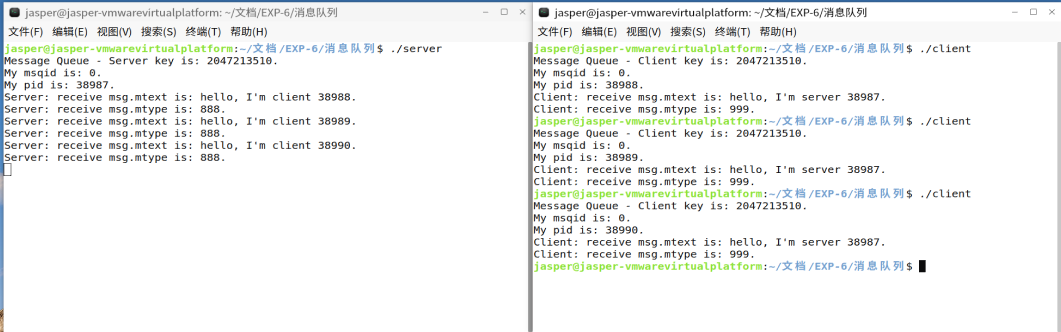 jasper@jasper-vmwarevirtualplatform: ~/文档/EXP-6/消息队列
文件(F) 编辑(E) 视图(V) 搜索(S) 终端(T) 帮助(H)
jasper@jasper-vmwarevirtualplatform:~/文档/EXP-6/消息队列$ ./server
Message Queue - Server key is: 2047213510.
My msqid is: 0.
My pid is: 38987.
Server: receive msg.mtext is: hello, I'm client 38988.
Server: receive msg.mtype is: 888.
Server: receive msg.mtext is: hello, I'm client 38989.
Server: receive msg.mtype is: 888.
Server: receive msg.mtext is: hello, I'm client 38990.
Server: receive msg.mtype is: 888.
jasper@jasper-vmwarevirtualplatform: ~/文档/EXP-6/消息队列
文件(F) 编辑(E) 视图(V) 搜索(S) 终端(T) 帮助(H)
jasper@jasper-vmwarevirtualplatform:~/文档/EXP-6/消息队列$ ./client
Message Queue - Client key is: 2047213510.
My msqid is: 0.
My pid is: 38988.
Client: receive msg.mtext is: hello, I'm server 38987.
Client: receive msg.mtype is: 999.
jasper@jasper-vmwarevirtualplatform:~/文档/EXP-6/消息队列$ ./client
Message Queue - Client key is: 2047213510.
My msqid is: 0.
My pid is: 38989.
Client: receive msg.mtext is: hello, I'm server 38987.
Client: receive msg.mtype is: 999.
jasper@jasper-vmwarevirtualplatform:~/文档/EXP-6/消息队列$ ./client
Message Queue - Client key is: 2047213510.
My msqid is: 0.
My pid is: 38990.
Client: receive msg.mtext is: hello, I'm server 38987.
Client: receive msg.mtype is: 999.
jasper@jasper-vmwarevirtualplatform:~/文档/EXP-6/消息队列$